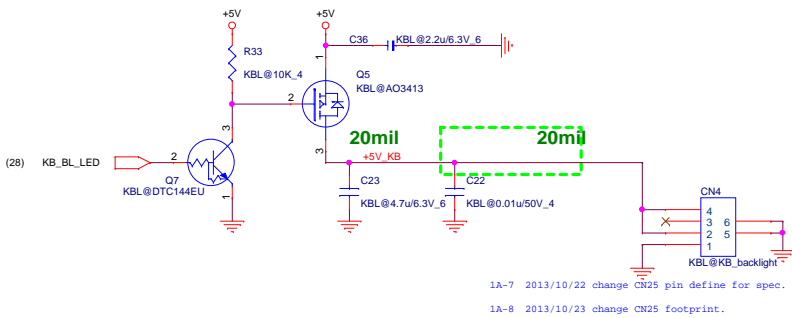 +5V
+5V
C36
KBL@2.2u/6.3V_6
R33
KBL@10K_4
1
Q5
KBL@AO3413
2
3
3
20mil
20mil
+5V_KB
(28)
KB_BL_LED
2
Q7
KBL@DTC144EU
1
C23
KBL@4.7u/6.3V_6
C22
KBL@0.01u/50V_4
CN4
4
3
2
1
6
5
KBL@KB_backlight
1A-7 2013/10/22 change CN25 pin define for spec.
1A-8 2013/10/23 change CN25 footprint.